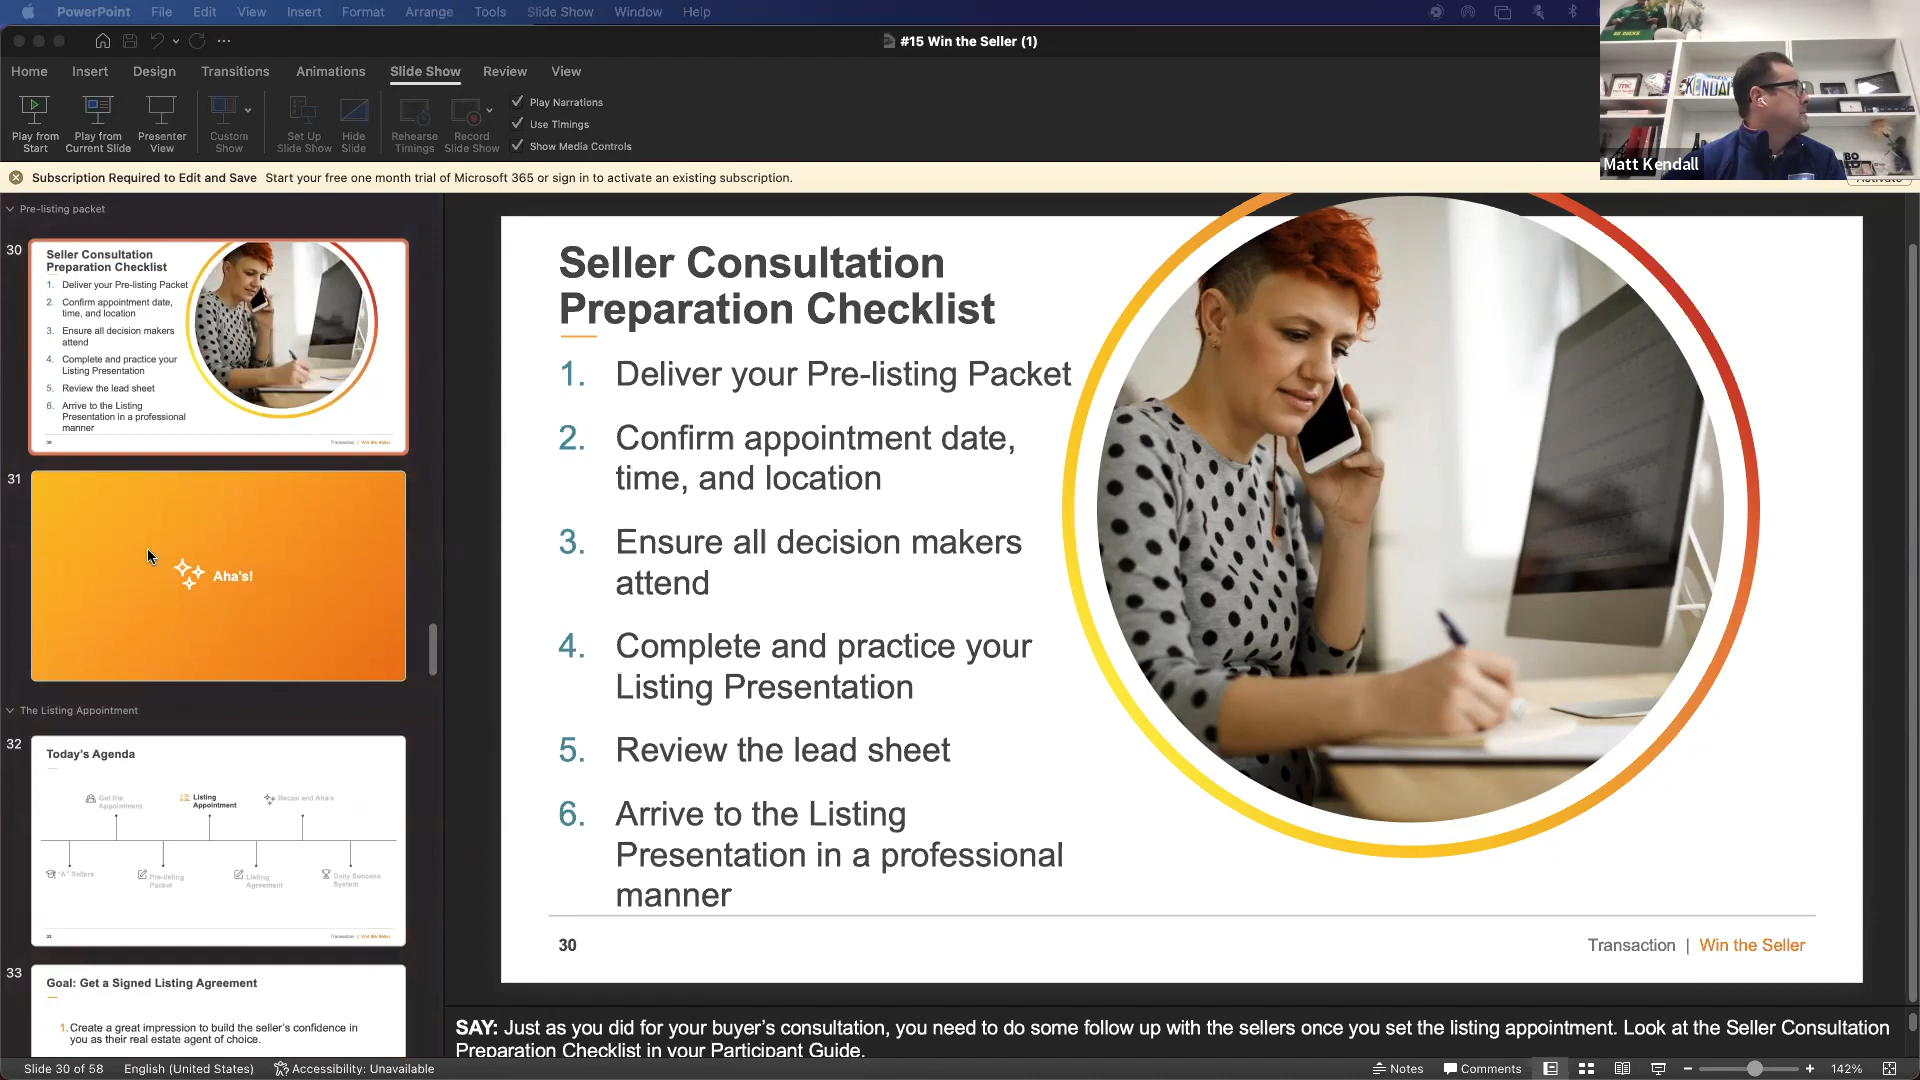 PowerPoint File Edit View Insert Format Arrange Tools Slide Show Window Help
#15 Win the Seller (1)
Home Insert Design Transitions Animations Slide Show Review View
Play from Start
Play from Current Slide
Presenter View
Custom Show
Set Up Slide Show
Hide Slide
Rehearse Timings
Record Slide Show
Play Narrations
Use Timings
Show Media Controls
Matt Kendall
Subscription Required to Edit and Save Start your free one month trial of Microsoft 365 or sign in to activate an existing subscription.
Pre-listing packet
30
Seller Consultation
Preparation Checklist
1. Deliver your Pre-listing Packet
2. Confirm appointment date,
time, and location
3. Ensure all decision makers
attend
4. Complete and practice your
Listing Presentation
5. Review the lead sheet
6. Arrive to the Listing
Presentation in a professional
manner
30
Transaction | Win the Seller
31
Aha's!
The Listing Appointment
32
Today's Agenda
Get the
Appointment
Listing
Appointment
Recap and Aha's
"A" Sellers
Pre-listing
Packet
Listing
Agreement
Daily Success
System
32
Transaction | Win the Seller
33
Goal: Get a Signed Listing Agreement
1. Create a great impression to build the seller's confidence in
you as their real estate agent of choice.
Seller Consultation
Preparation Checklist
1. Deliver your Pre-listing Packet
2. Confirm appointment date,
time, and location
3. Ensure all decision makers
attend
4. Complete and practice your
Listing Presentation
5. Review the lead sheet
6. Arrive to the Listing
Presentation in a professional
manner
30
Transaction | Win the Seller
SAY: Just as you did for your buyer's consultation, you need to do some follow up with the sellers once you set the listing appointment. Look at the Seller Consultation
Preparation Checklist in your Participant Guide.
Slide 30 of 58 English (United States) Accessibility: Unavailable
Notes Comments 142%